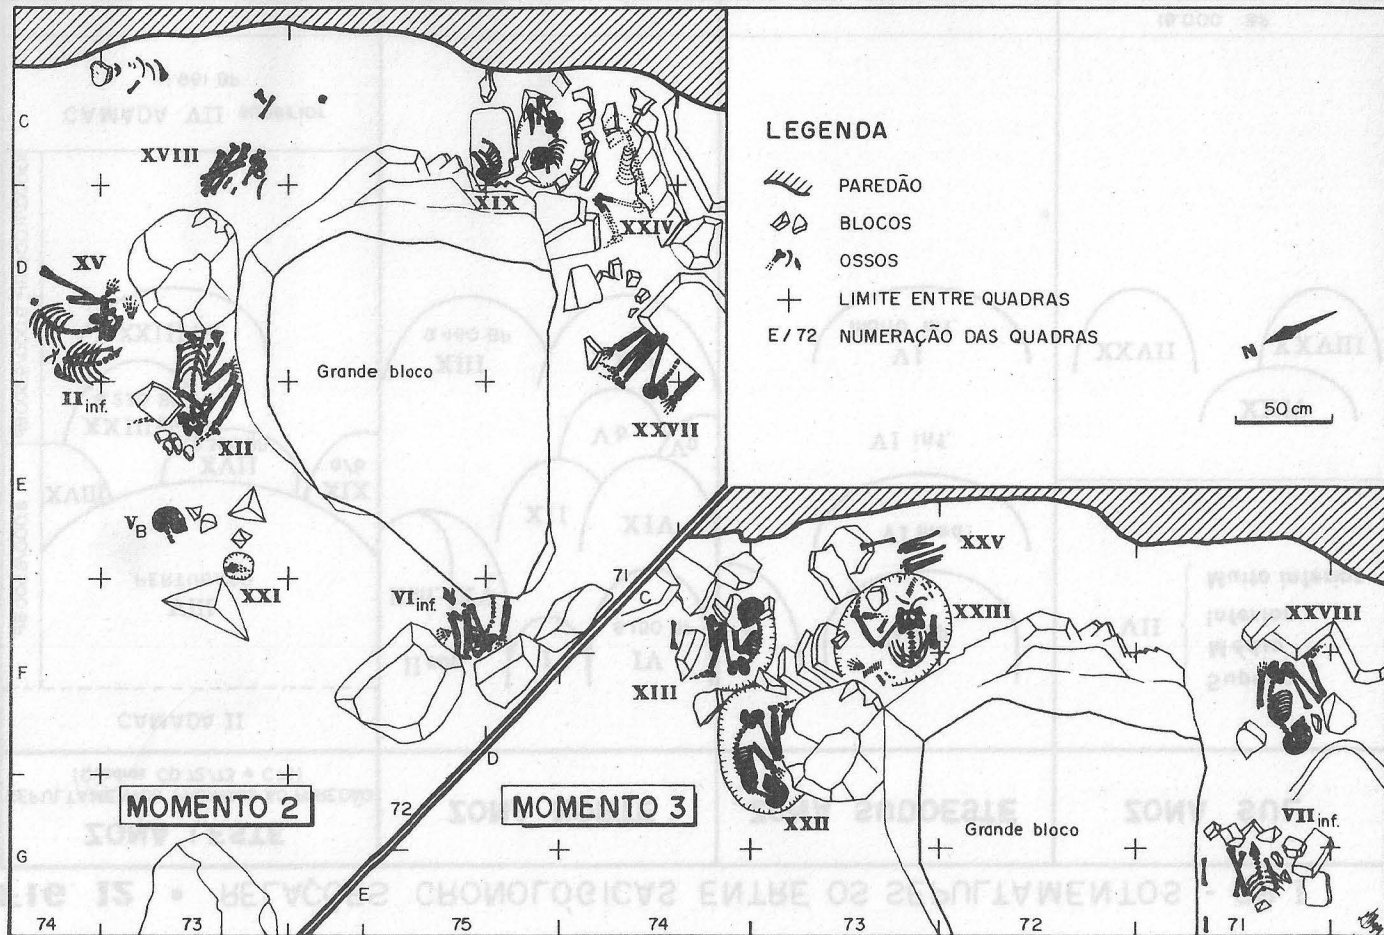 C
XVIII
XIX
XXIV
D
XV
Grande bloco
II inf.
XII
XXVII
E
V B
XXI
VI inf.
F
MOMENTO 2
G
74
73
72
71
E
LEGENDA
PAREDÃO
BLOCOS
OSSOS
LIMITE ENTRE QUADRAS
E/72 NUMERAÇÃO DAS QUADRAS
N
50 cm
C
XXV
XXIII
XXVIII
XIII
D
MOMENTO 3
XXII
Grande bloco
VII inf.
75
74
73
72
71